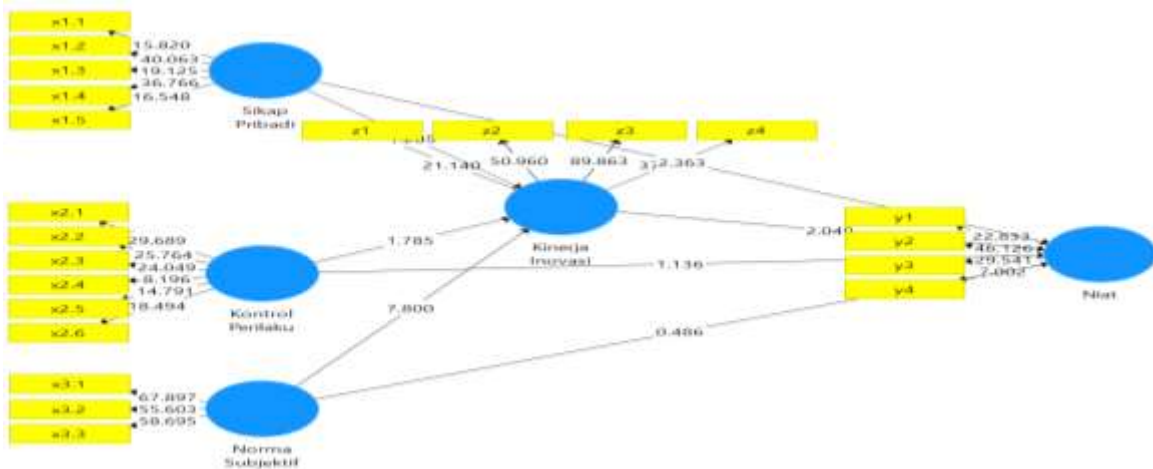 x1.1
x1.2
x1.3
x1.4
x1.5
15.820
40.063
19.125
36.766
16.548
Sikap
Pribadi
z1
z2
z3
z4
21.140
50.960
89.863
2.363
Kinerja
Inovasi
x2.1
x2.2
x2.3
x2.4
x2.5
x2.6
29.689
25.764
24.049
8.196
14.791
18.494
Kontrol
Perilaku
1.785
7.800
2.040
1.136
0.486
y1
y2
y3
y4
22.893
46.126
29.541
7.002
Niat
x3.1
x3.2
x3.3
67.897
55.603
58.695
Norma
Subjektif